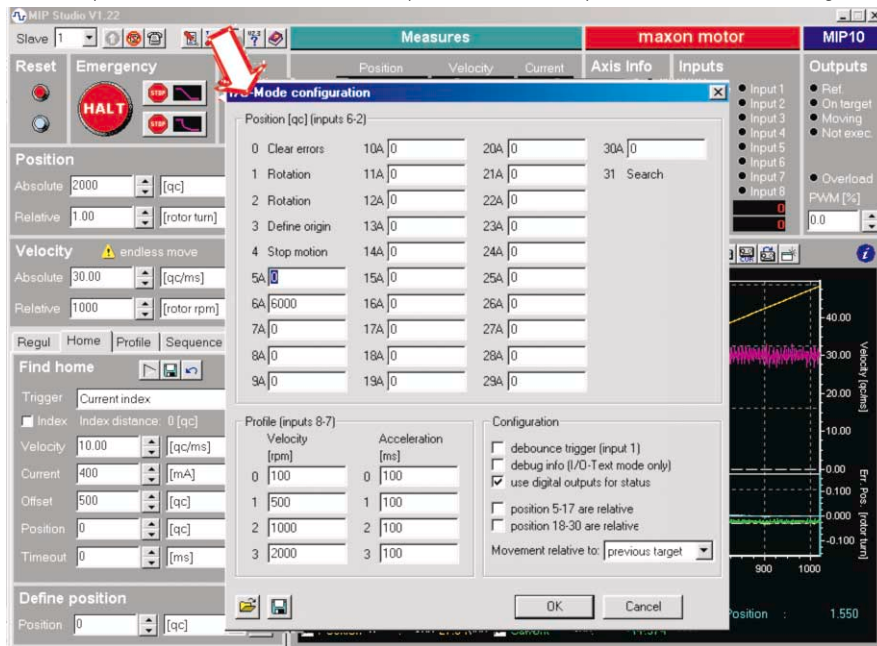 MIP Studio V1.22
Slave 1
Measures
maxon motor
MIP10
Reset
Emergency
HALT
STOP
STOP
Position
Velocity
Current
Axis Info
Inputs
Input 1
Input 2
Input 3
Input 4
Input 5
Input 6
Input 7
Input 8
0
0
Outputs
Ref.
On target
Moving
Not exec.
Overload
PWM [%]
0.0
Position
Absolute 2000 [qc]
Relative 1.00 [rotor turn]
Velocity endless move
Absolute 30.00 [qc/ms]
Relative 1000 [rotor rpm]
Regul Home Profile Sequence
Find home
Trigger Current index
Index Index distance: 0 [qc]
Velocity 10.00 [qc/ms]
Current 400 [mA]
Offset 500 [qc]
Position 0 [qc]
Timeout 0 [ms]
Define position
Position 0 [qc]
-Mode configuration
Position [qc] (inputs 6-2)
0 Clear errors 10A 0 20A 0 30A 0
1 Rotation 11A 0 21A 0 31 Search
2 Rotation 12A 0 22A 0
3 Define origin 13A 0 23A 0
4 Stop motion 14A 0 24A 0
5A 0 15A 0 25A 0
6A 6000 16A 0 26A 0
7A 0 17A 0 27A 0
8A 0 18A 0 28A 0
9A 0 19A 0 29A 0
Profile (inputs 8-7)
Velocity Acceleration
[rpm] [ms]
0 100 0 100
1 500 1 100
2 1000 2 100
3 2000 3 100
Configuration
debounce trigger (input 1)
debug info (I/O-Text mode only)
use digital outputs for status
position 5-17 are relative
position 18-30 are relative
Movement relative to: previous target
OK Cancel
40.00
30.00
20.00
10.00
0.00
0.100
0.000
-0.100
Velocity [qc/ms]
Err. Pos. [rotor turn]
900 1000
Position : 1.550